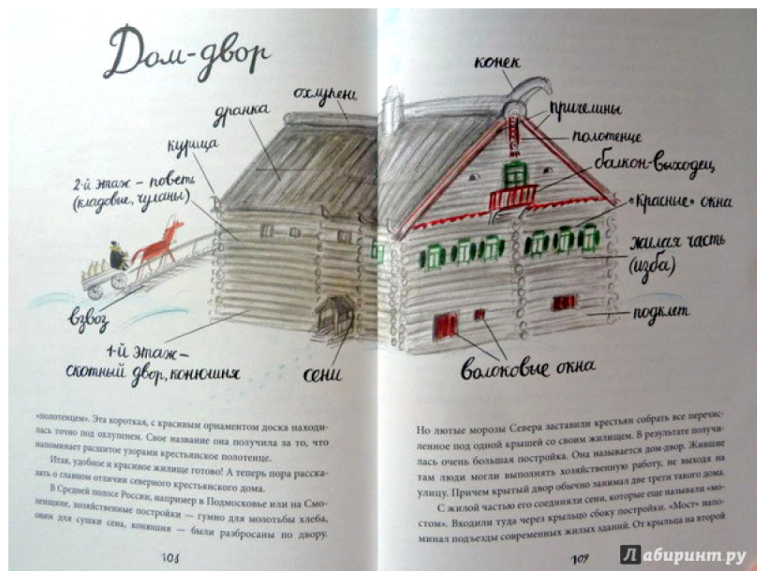 Дом-двор
охлупень
дранка
курица
2-й этаж – поветь
(кладовые, чуланы)
взвоз
1-й этаж –
скотный двор, конюшня
сени
конек
причелины
полотенце
балкон-выходец
«красные» окна
жилая часть
(изба)
подклет
волоковые окна
«полотенцем». Эта короткая, с красивым орнаментом доска находи-
лась точно под охлупенем. Свое название она получила за то, что
напоминает расшитое узорами крестьянское полотенце.
Итак, удобное и красивое жилище готово! А теперь пора расска-
зать о главном отличии северного крестьянского дома.
В Средней полосе России, например в Подмосковье или на Смо-
ленщине, хозяйственные постройки — гумно для молотьбы хлеба,
овин для сушки сена, конюшня — были разбросаны по двору.
108
Но лютые морозы Севера заставили крестьян собрать все перечис-
ленное под одной крышей со своим жилищем. В результате получи-
лась очень большая постройка. Она называется дом-двор. Жившие
там люди могли выполнять хозяйственную работу, не выходя на
улицу. Причем крытый двор обычно занимал две трети такого дома.
С жилой частью его соединяли сени, которые еще называли «мо-
стом». Входили туда через крыльцо сбоку постройки. «Мост» напо-
минал подъезды современных жилых зданий. От крыльца на второй
109
Лабиринт.ру